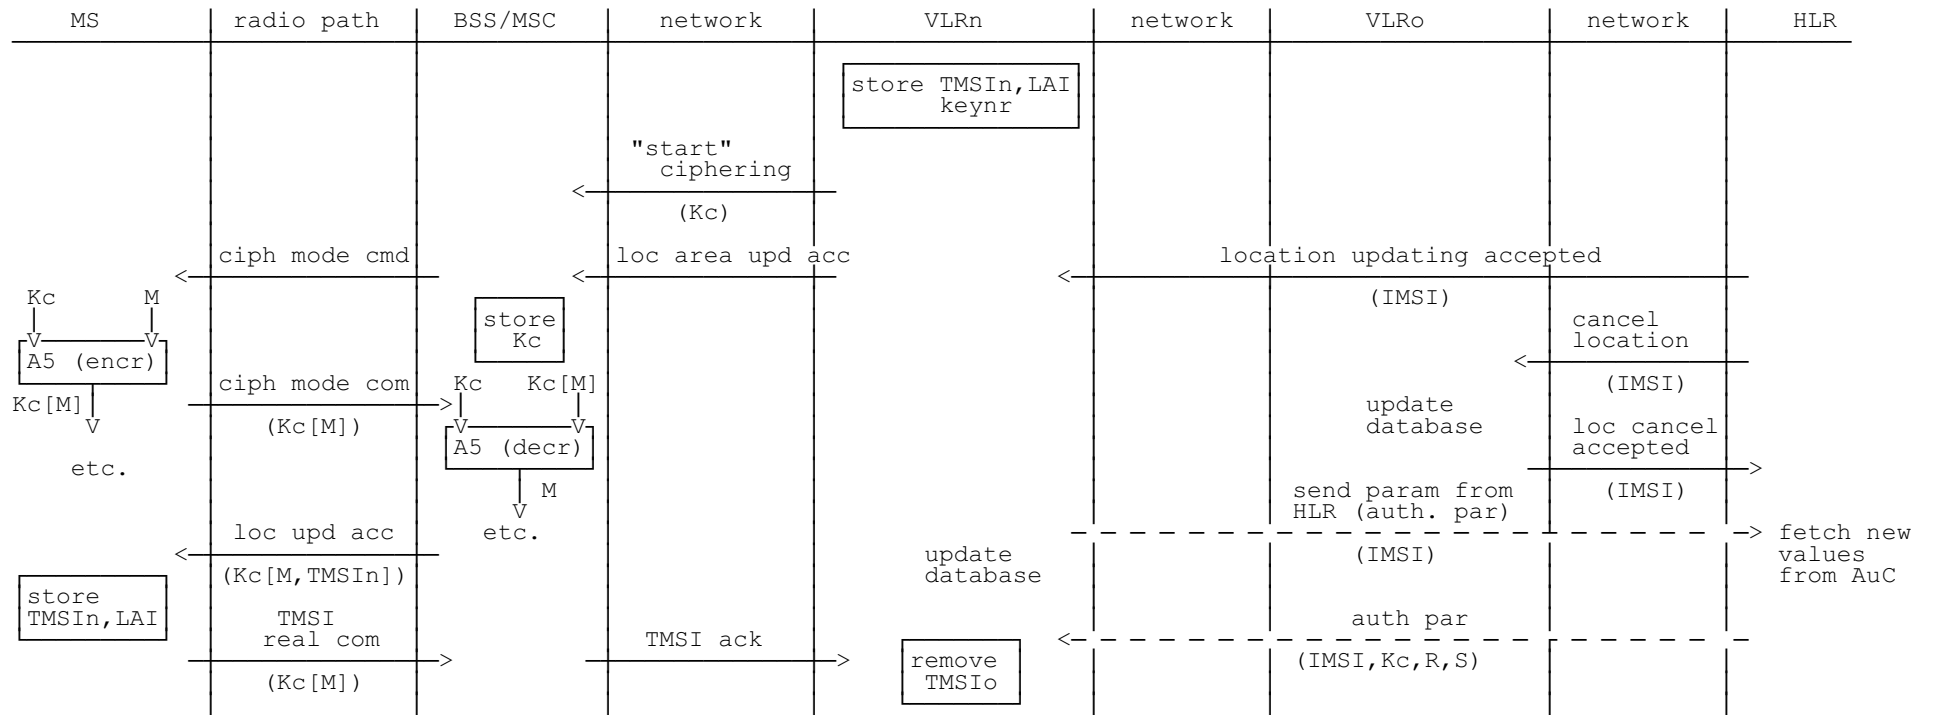 MS radio path BSS/MSC network VLRn network VLRo network HLR
store TMSIn,LAI
keynr
"start"
ciphering
(Kc)
ciph mode cmd loc area upd acc location updating accepted
(IMSI)
Kc M
store
Kc
cancel
location
A5 (encr)
ciph mode com Kc Kc[M] (IMSI)
Kc[M] (Kc[M])
update
database
loc cancel
accepted
A5 (decr)
etc.
M
send param from
HLR (auth. par)
(IMSI)
etc.
loc upd acc
(Kc[M,TMSIn])
update
database
(IMSI)
fetch new
values
from AuC
store
TMSIn,LAI
TMSI
real com
(Kc[M])
TMSI ack
remove
TMSIo
auth par
(IMSI,Kc,R,S)